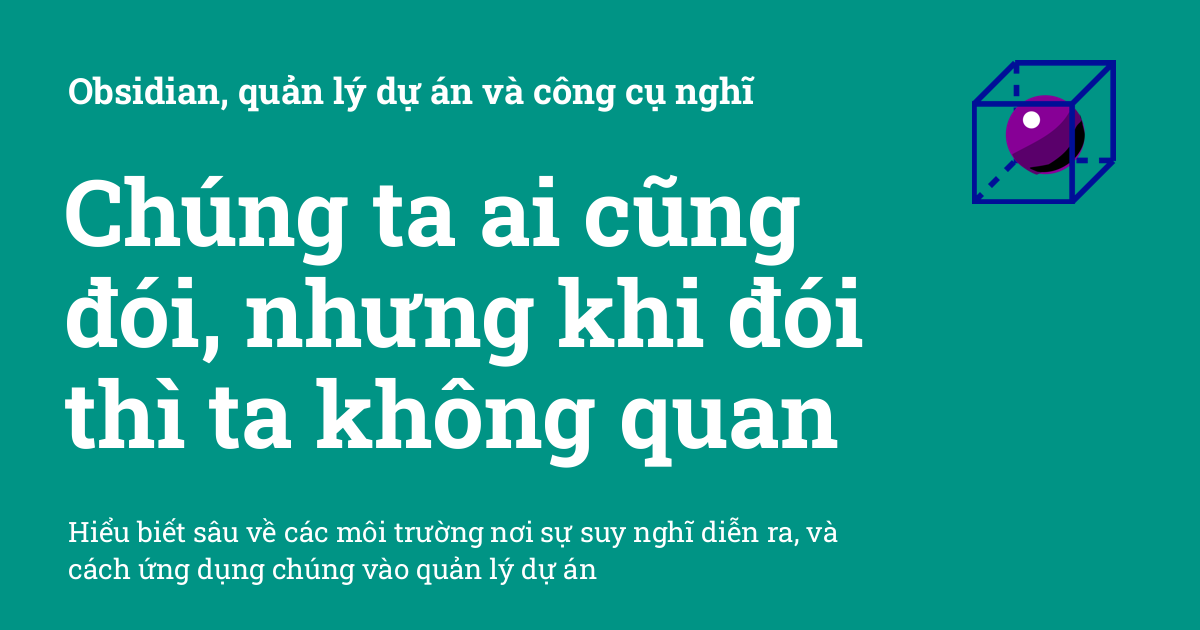 Obsidian, quản lý dự án và công cụ nghĩ
Chúng ta ai cũng
đói, nhưng khi đói
thì ta không quan
Hiểu biết sâu về các môi trường nơi sự suy nghĩ diễn ra, và
cách ứng dụng chúng vào quản lý dự án